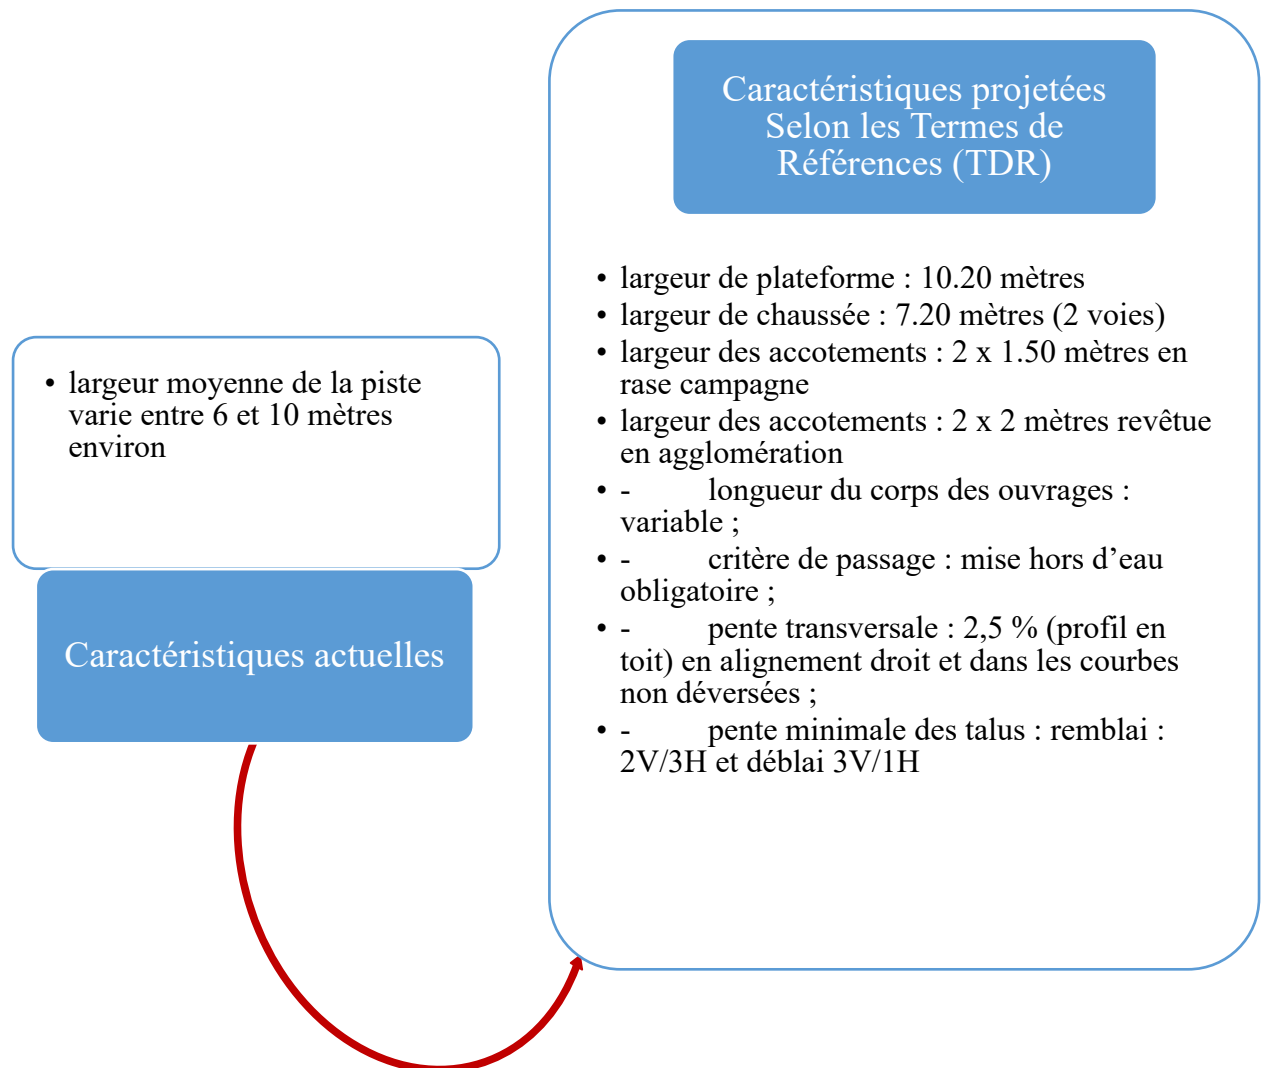 • largeur moyenne de la piste
varie entre 6 et 10 mètres
environ
Caractéristiques actuelles
Caractéristiques projetées
Selon les Termes de
Références (TDR)
• largeur de plateforme : 10.20 mètres
• largeur de chaussée : 7.20 mètres (2 voies)
• largeur des accotements : 2 x 1.50 mètres en
rase campagne
• largeur des accotements : 2 x 2 mètres revêtue
en agglomération
• - longueur du corps des ouvrages :
variable ;
• - critère de passage : mise hors d’eau
obligatoire ;
• - pente transversale : 2,5 % (profil en
toit) en alignement droit et dans les courbes
non déversées ;
• - pente minimale des talus : remblai :
2V/3H et déblai 3V/1H